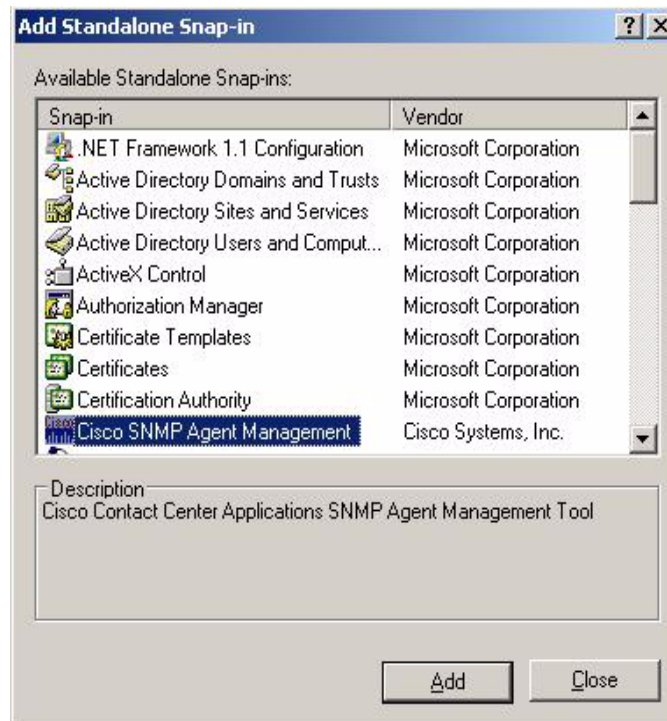 Add Standalone Snap-in
Available Standalone Snap-ins:
Snap-in Vendor
.NET Framework 1.1 Configuration Microsoft Corporation
Active Directory Domains and Trusts Microsoft Corporation
Active Directory Sites and Services Microsoft Corporation
Active Directory Users and Comput... Microsoft Corporation
ActiveX Control Microsoft Corporation
Authorization Manager Microsoft Corporation
Certificate Templates Microsoft Corporation
Certificates Microsoft Corporation
Certification Authority Microsoft Corporation
Cisco SNMP Agent Management Cisco Systems, Inc.
Description
Cisco Contact Center Applications SNMP Agent Management Tool
Add Close